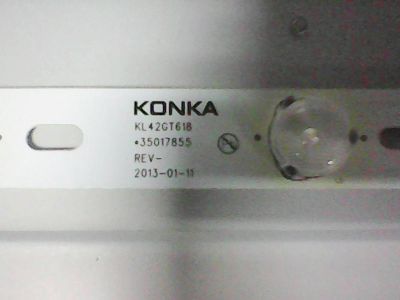 KONKA
KL42GT618
*35017855
REV-
2013-01-11